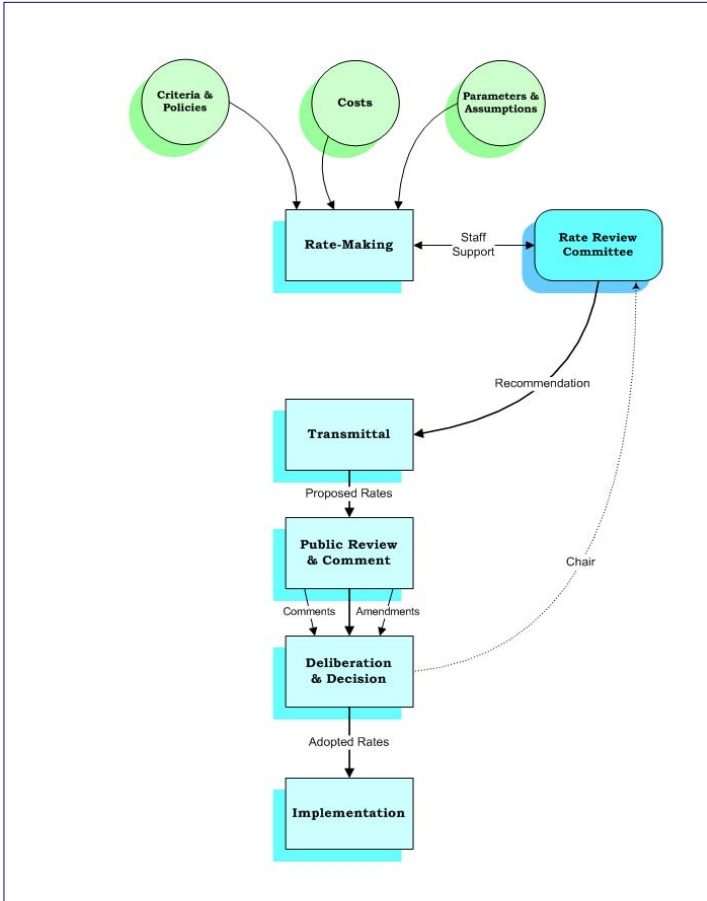 Criteria &
Policies
Costs
Parameters &
Assumptions
Rate-Making
Staff
Support
Rate Review
Committee
Recommendation
Transmittal
Proposed Rates
Public Review
& Comment
Comments
Amendments
Chair
Deliberation
& Decision
Adopted Rates
Implementation